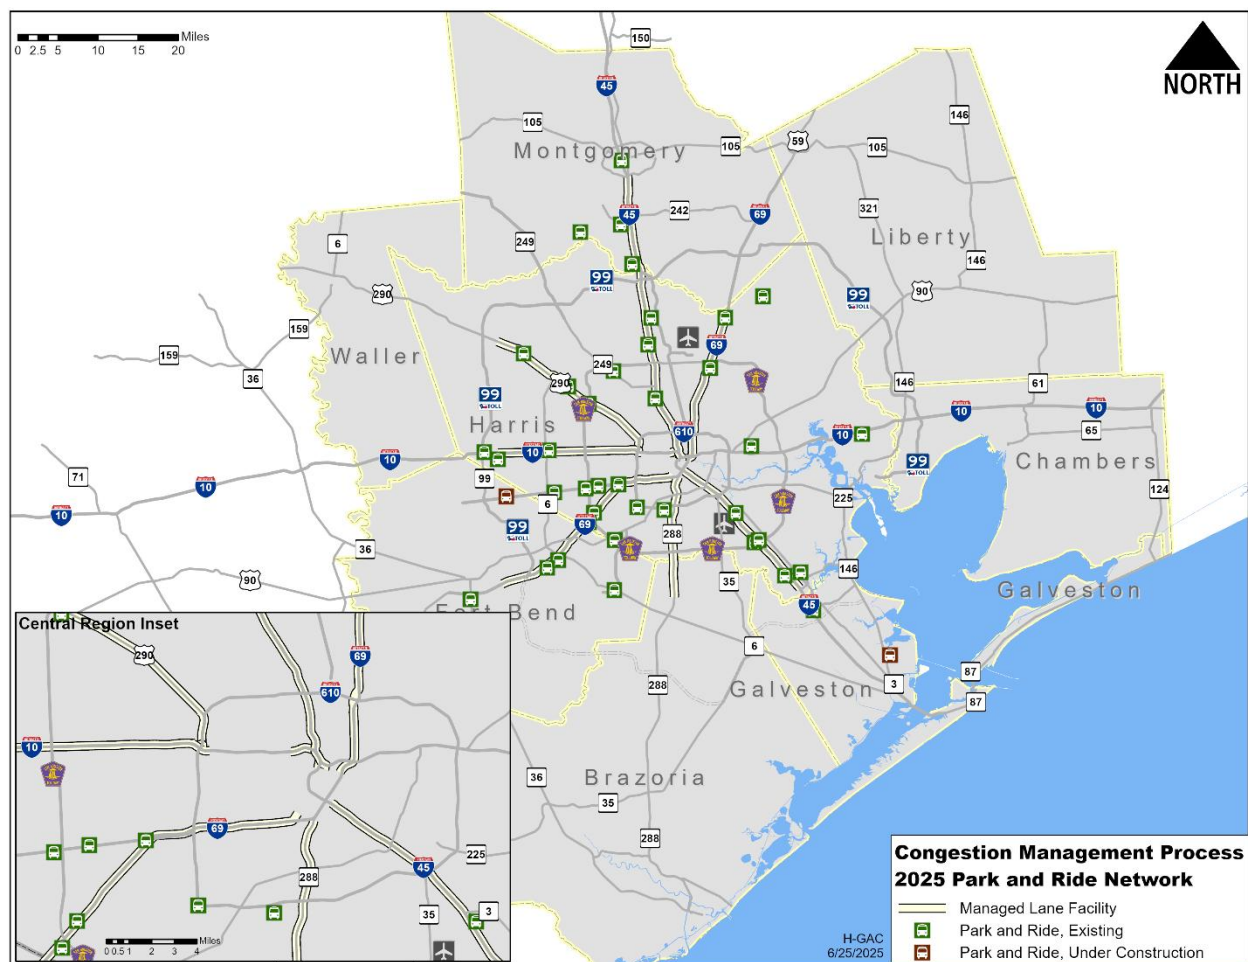 Miles
0 2.5 5 10 15 20
150
NORTH
45
146
105
59
105
105
Montgomery
45
242
69
321
6
249
Liberty
146
99
TOLL
290
99
TOLL
90
159
69
159
Waller
249
36
290
146
61
99
TOLL
10
10
Harris
610
10
65
10
10
Chambers
71
10
99
99
TOLL
225
124
10
6
99
TOLL
69
288
36
90
35
146
Galveston
Fort Bend
45
6
87
Galveston
3
87
288
Brazoria
36
35
288
Central Region Inset
290
69
610
10
69
45
225
288
35
3
Miles
0 0.5 1 2 3 4
H-GAC
6/25/2025
Congestion Management Process
2025 Park and Ride Network
Managed Lane Facility
Park and Ride, Existing
Park and Ride, Under Construction